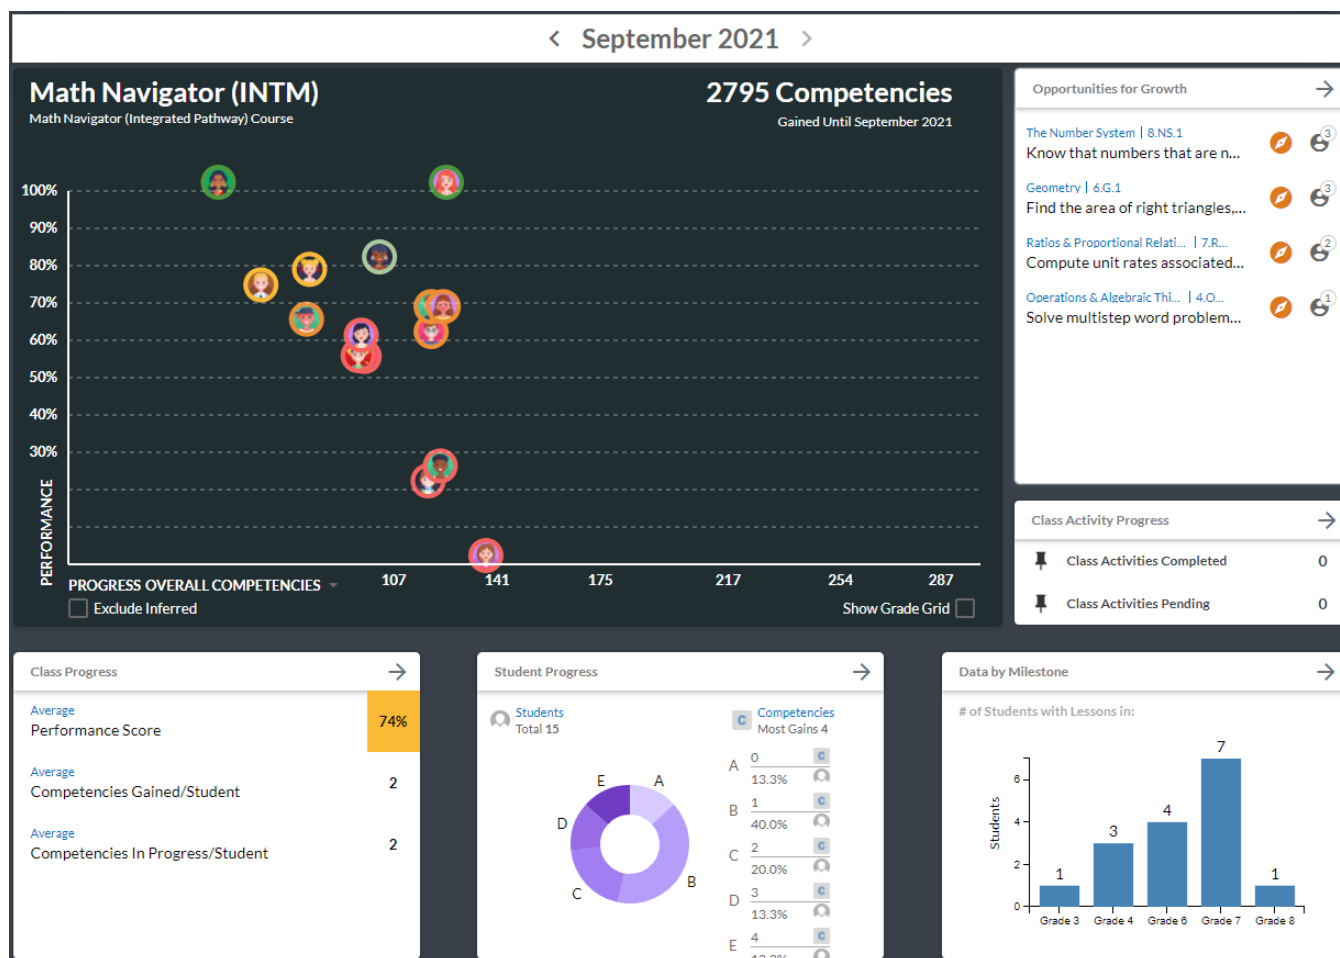 September 2021
Math Navigator (INTM)
Math Navigator (Integrated Pathway) Course
2795 Competencies
Gained Until September 2021
100%
90%
80%
70%
60%
50%
40%
30%
PERFORMANCE
PROGRESS OVERALL COMPETENCIES
107
141
175
217
254
287
Exclude Inferred
Show Grade Grid
Opportunities for Growth
The Number System | 8.NS.1
Know that numbers that are n...
3
Geometry | 6.G.1
Find the area of right triangles,...
3
Ratios & Proportional Relati... | 7.R...
Compute unit rates associated...
2
Operations & Algebraic Thi... | 4.O...
Solve multistep word problem...
1
Class Activity Progress
Class Activities Completed 0
Class Activities Pending 0
Class Progress
Average
Performance Score
74%
Average
Competencies Gained/Student
2
Average
Competencies In Progress/Student
2
Student Progress
Students
Total 15
C
Competencies
Most Gains 4
E
A
D
C
B
A 0 C
13.3%
B 1 C
40.0%
C 2 C
20.0%
D 3 C
13.3%
E 4 C
Data by Milestone
# of Students with Lessons in:
Students
6
4
2
0
1
3
4
7
1
Grade 3
Grade 4
Grade 6
Grade 7
Grade 8